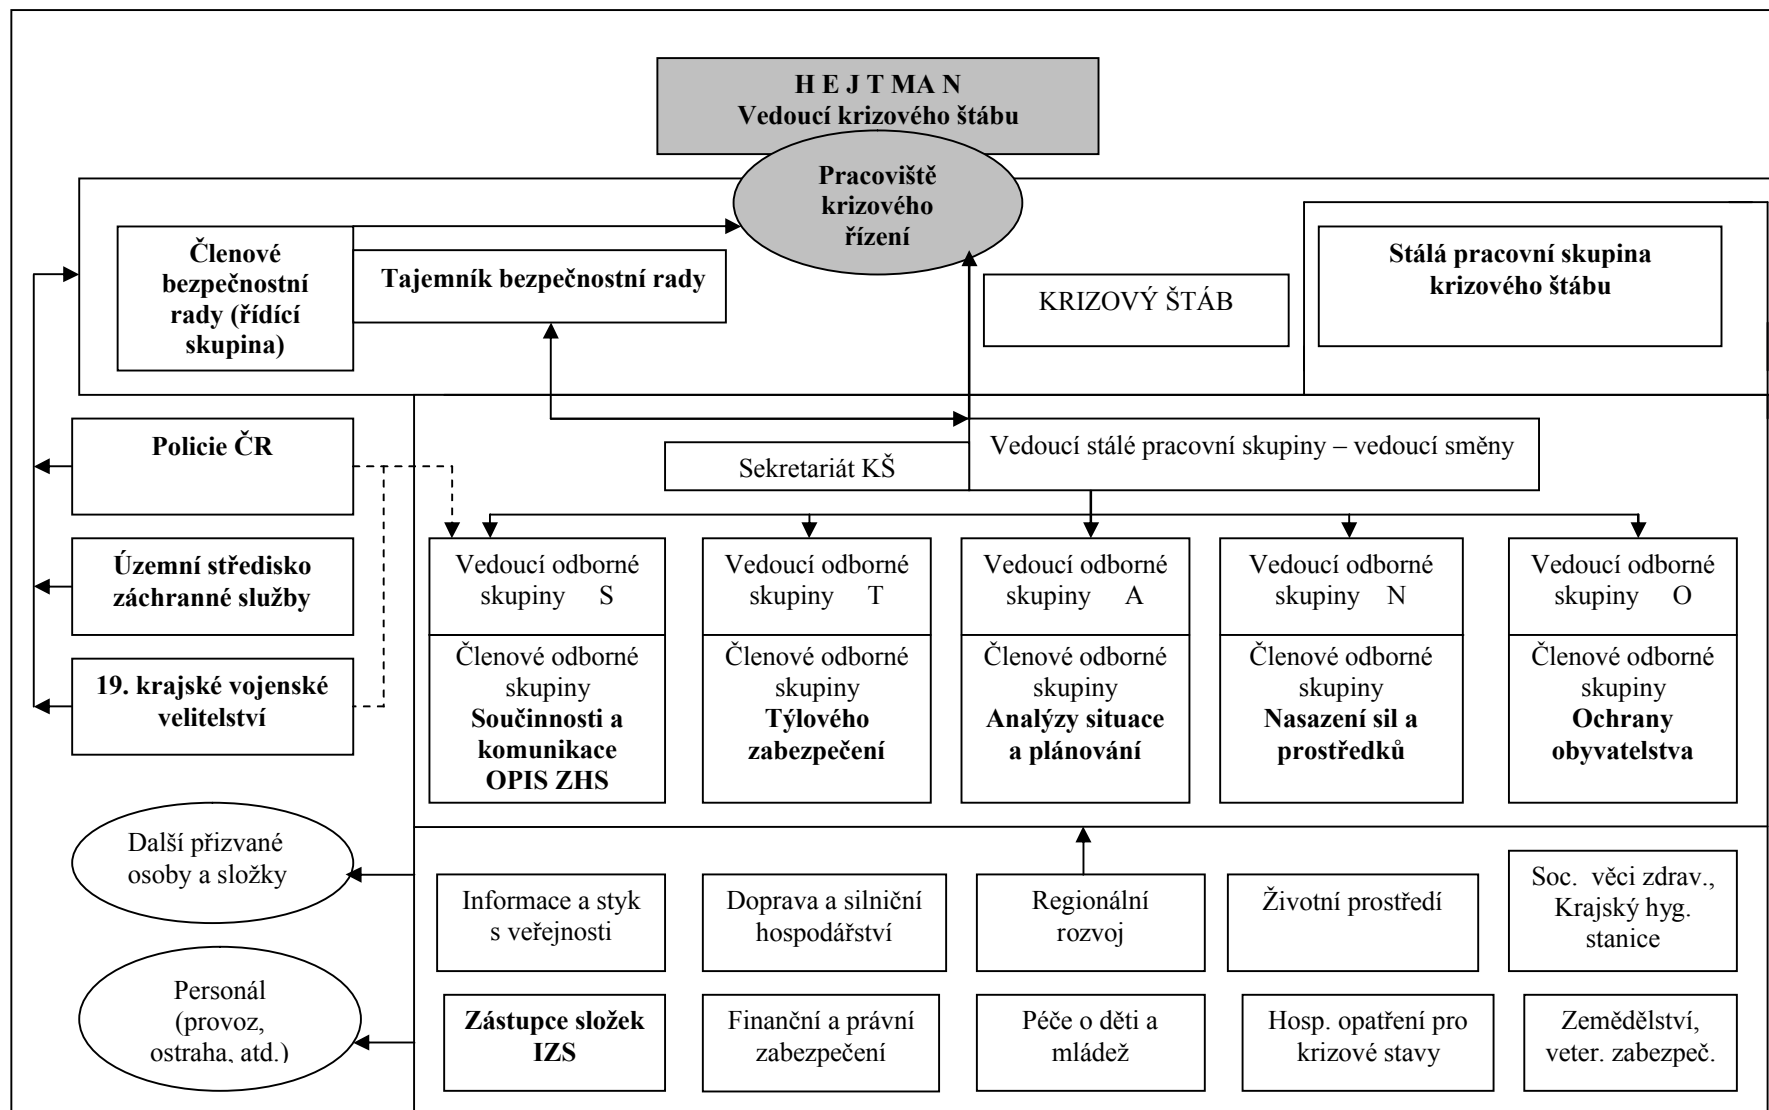 H E J T MA N
Vedoucí krizového štábu
Pracoviště
krizového
řízení
Členové
bezpečnostní
rady (řídící
skupina)
Tajemník bezpečnostní rady
KRIZOVÝ ŠTÁB
Stálá pracovní skupina
krizového štábu
Policie ČR
Územní středisko
záchranné služby
19. krajské vojenské
velitelství
Sekretariát KŠ
Vedoucí stálé pracovní skupiny – vedoucí směny
Vedoucí odborné
skupiny S
Vedoucí odborné
skupiny T
Vedoucí odborné
skupiny A
Vedoucí odborné
skupiny N
Vedoucí odborné
skupiny O
Členové odborné
skupiny
Součinnosti a
komunikace
OPIS ZHS
Členové odborné
skupiny
Týlového
zabezpečení
Členové odborné
skupiny
Analýzy situace
a plánování
Členové odborné
skupiny
Nasazení sil a
prostředků
Členové odborné
skupiny
Ochrany
obyvatelstva
Další přizvané
osoby a složky
Personál
(provoz,
ostraha, atd.)
Informace a styk
s veřejnosti
Doprava a silniční
hospodářství
Regionální
rozvoj
Životní prostředí
Soc. věci zdrav.,
Krajský hyg.
stanice
Zástupce složek
IZS
Finanční a právní
zabezpečení
Péče o děti a
mládež
Hosp. opatření pro
krizové stavy
Zemědělství,
veter. zabezpeč.